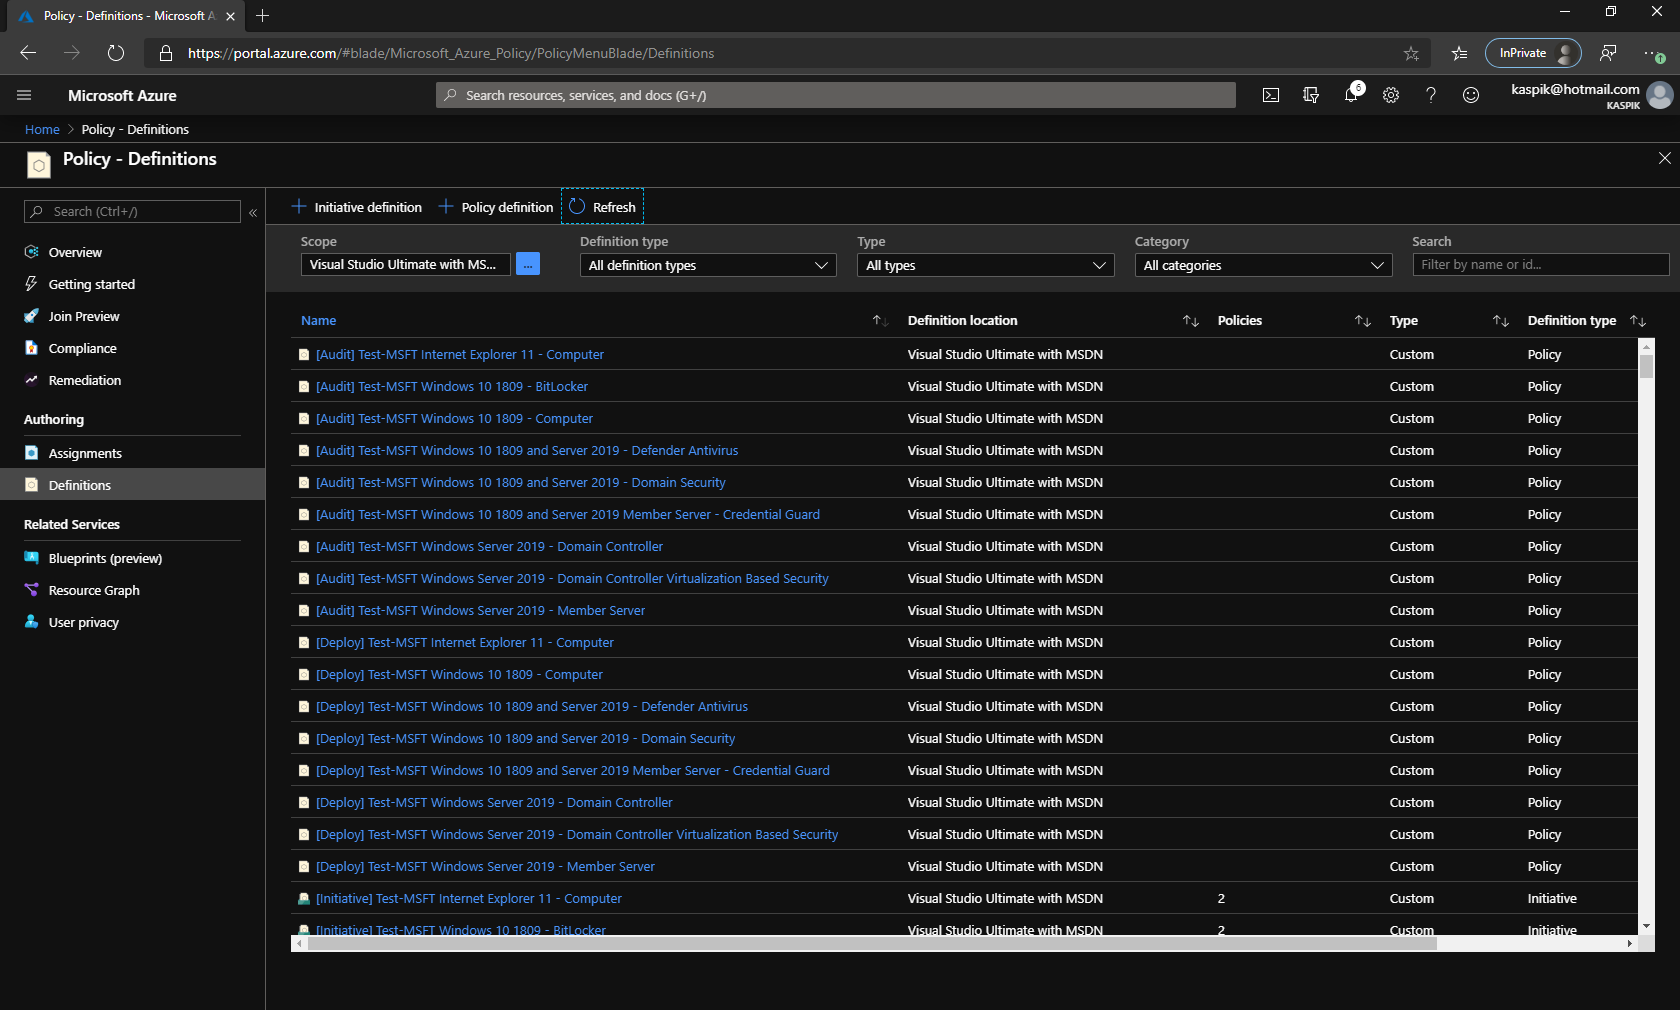 Policy - Definitions - Microsoft A
https://portal.azure.com/#blade/Microsoft_Azure_Policy/PolicyMenuBlade/Definitions
InPrivate
Microsoft Azure
Search resources, services, and docs (G+/)
6
kaspik@hotmail.com
KASPIK
Home > Policy - Definitions
Policy - Definitions
Search (Ctrl+/)
«
Overview
Getting started
Join Preview
Compliance
Remediation
Authoring
Assignments
Definitions
Related Services
Blueprints (preview)
Resource Graph
User privacy
+ Initiative definition + Policy definition Refresh
Scope Definition type Type Category Search
Visual Studio Ultimate with MS... ... All definition types All types All categories Filter by name or id...
Name Definition location Policies Type Definition type
[Audit] Test-MSFT Internet Explorer 11 - Computer Visual Studio Ultimate with MSDN Custom Policy
[Audit] Test-MSFT Windows 10 1809 - BitLocker Visual Studio Ultimate with MSDN Custom Policy
[Audit] Test-MSFT Windows 10 1809 - Computer Visual Studio Ultimate with MSDN Custom Policy
[Audit] Test-MSFT Windows 10 1809 and Server 2019 - Defender Antivirus Visual Studio Ultimate with MSDN Custom Policy
[Audit] Test-MSFT Windows 10 1809 and Server 2019 - Domain Security Visual Studio Ultimate with MSDN Custom Policy
[Audit] Test-MSFT Windows 10 1809 and Server 2019 Member Server - Credential Guard Visual Studio Ultimate with MSDN Custom Policy
[Audit] Test-MSFT Windows Server 2019 - Domain Controller Visual Studio Ultimate with MSDN Custom Policy
[Audit] Test-MSFT Windows Server 2019 - Domain Controller Virtualization Based Security Visual Studio Ultimate with MSDN Custom Policy
[Audit] Test-MSFT Windows Server 2019 - Member Server Visual Studio Ultimate with MSDN Custom Policy
[Deploy] Test-MSFT Internet Explorer 11 - Computer Visual Studio Ultimate with MSDN Custom Policy
[Deploy] Test-MSFT Windows 10 1809 - Computer Visual Studio Ultimate with MSDN Custom Policy
[Deploy] Test-MSFT Windows 10 1809 and Server 2019 - Defender Antivirus Visual Studio Ultimate with MSDN Custom Policy
[Deploy] Test-MSFT Windows 10 1809 and Server 2019 - Domain Security Visual Studio Ultimate with MSDN Custom Policy
[Deploy] Test-MSFT Windows 10 1809 and Server 2019 Member Server - Credential Guard Visual Studio Ultimate with MSDN Custom Policy
[Deploy] Test-MSFT Windows Server 2019 - Domain Controller Visual Studio Ultimate with MSDN Custom Policy
[Deploy] Test-MSFT Windows Server 2019 - Domain Controller Virtualization Based Security Visual Studio Ultimate with MSDN Custom Policy
[Deploy] Test-MSFT Windows Server 2019 - Member Server Visual Studio Ultimate with MSDN Custom Policy
[Initiative] Test-MSFT Internet Explorer 11 - Computer Visual Studio Ultimate with MSDN 2 Custom Initiative
[Initiative] Test-MSFT Windows 10 1809 - BitLocker Visual Studio Ultimate with MSDN 2 Custom Initiative